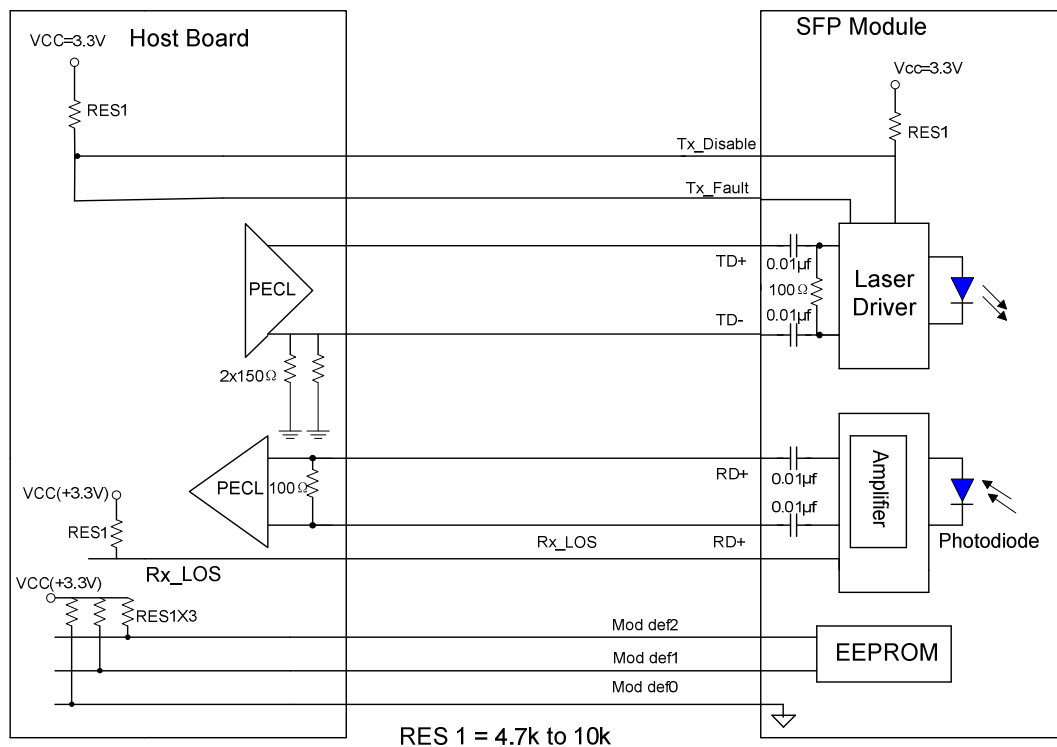 Host Board
SFP Module
VCC=3.3V
Vcc=3.3V
RES1
RES1
Tx_Disable
Tx_Fault
PECL
TD+
0.01µf
100Ω
TD-
0.01µf
Laser
Driver
2x150Ω
PECL
100Ω
RD+
0.01µf
0.01µf
RD+
Amplifier
Photodiode
VCC(+3.3V)
RES1
Rx_LOS
Rx_LOS
VCC(+3.3V)
RES1X3
Mod def2
Mod def1
Mod def0
EEPROM
RES 1 = 4.7k to 10k